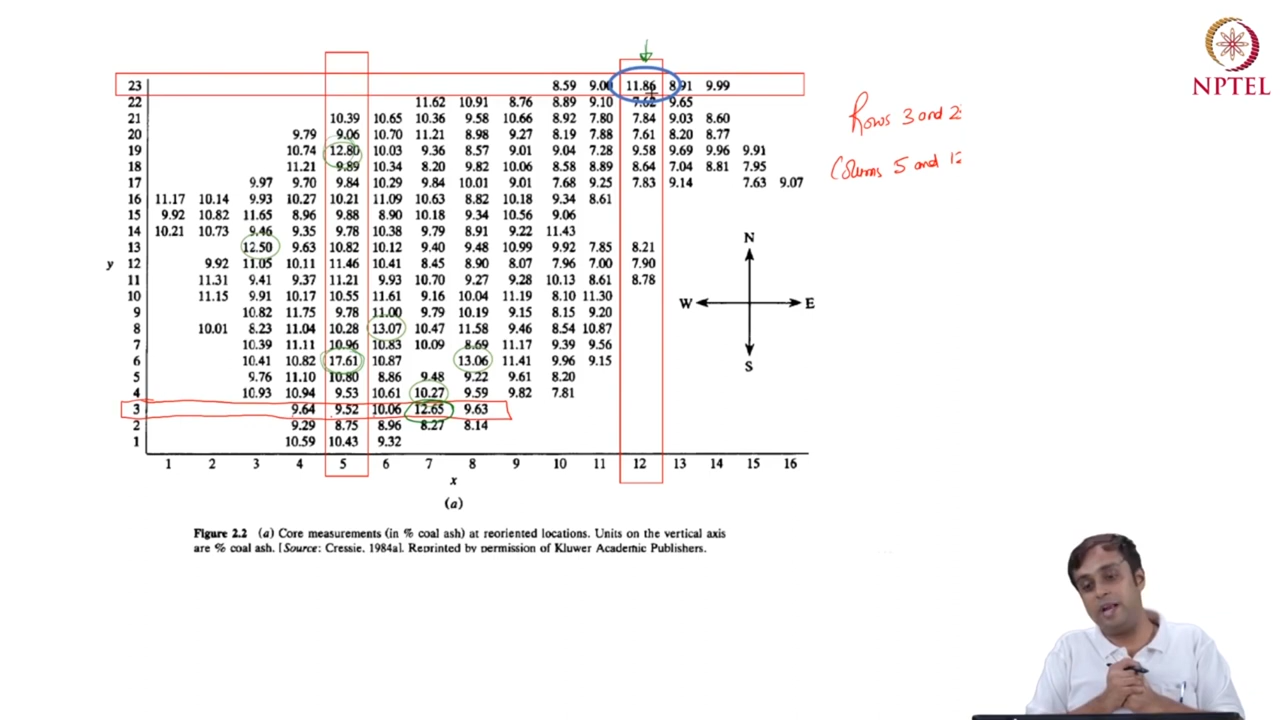 NPTEL
23 8.59 9.00 11.86 8.91 9.99
22 11.62 10.91 8.76 8.89 9.10 7.62 9.65
21 10.39 10.65 10.36 9.58 10.66 8.92 7.80 7.84 9.03 8.60
20 9.79 9.06 10.70 11.21 8.98 9.27 8.19 7.88 7.61 8.20 8.77
19 10.74 12.80 10.03 9.36 8.57 9.01 9.04 7.28 9.58 9.69 9.96 9.91
18 11.21 9.89 10.34 8.20 9.82 10.06 8.58 8.89 8.64 7.04 8.81 7.95
17 9.97 9.70 9.84 10.29 9.84 10.01 9.01 7.68 9.25 7.83 9.14 7.63 9.07
16 11.17 10.14 9.93 10.27 10.21 11.09 10.63 8.82 10.18 9.34 8.61
15 9.92 10.82 11.65 8.96 9.88 8.90 10.18 9.34 10.56 9.06
14 10.21 10.73 9.46 9.35 9.78 10.38 9.79 8.91 9.22 11.43
13 12.50 9.63 10.82 10.12 9.40 9.48 10.99 9.92 7.85 8.21
y 12 9.92 11.05 10.11 11.46 10.41 8.45 8.90 8.07 7.96 7.00 7.90
11 11.31 9.41 9.37 11.21 9.93 10.70 9.27 9.28 10.13 8.61 8.78
10 11.15 9.91 10.17 10.55 11.61 9.16 10.04 11.19 8.10 11.30
9 10.82 11.75 9.78 11.00 9.79 10.19 9.15 8.15 9.20
8 10.01 8.23 11.04 10.28 13.07 10.47 11.58 9.46 8.54 10.87
7 10.39 11.11 10.96 10.83 10.09 8.69 11.17 9.39 9.56
6 10.41 10.82 17.61 10.87 13.06 11.41 9.96 9.15
5 9.76 11.10 10.80 8.86 9.48 9.22 9.61 8.20
4 10.93 10.94 9.53 10.61 10.27 9.59 9.82 7.81
3 9.64 9.52 10.06 12.65 9.63
2 9.29 8.75 8.96 8.27 8.14
1 10.59 10.43 9.32
1 2 3 4 5 6 7 8 9 10 11 12 13 14 15 16
x
(a)
N
W E
S
Rows 3 and
Columns 5 and
Figure 2.2 (a) Core measurements (in % coal ash) at reoriented locations. Units on the vertical axis
are % coal ash. [Source: Cressie, 1984a]. Reprinted by permission of Kluwer Academic Publishers.